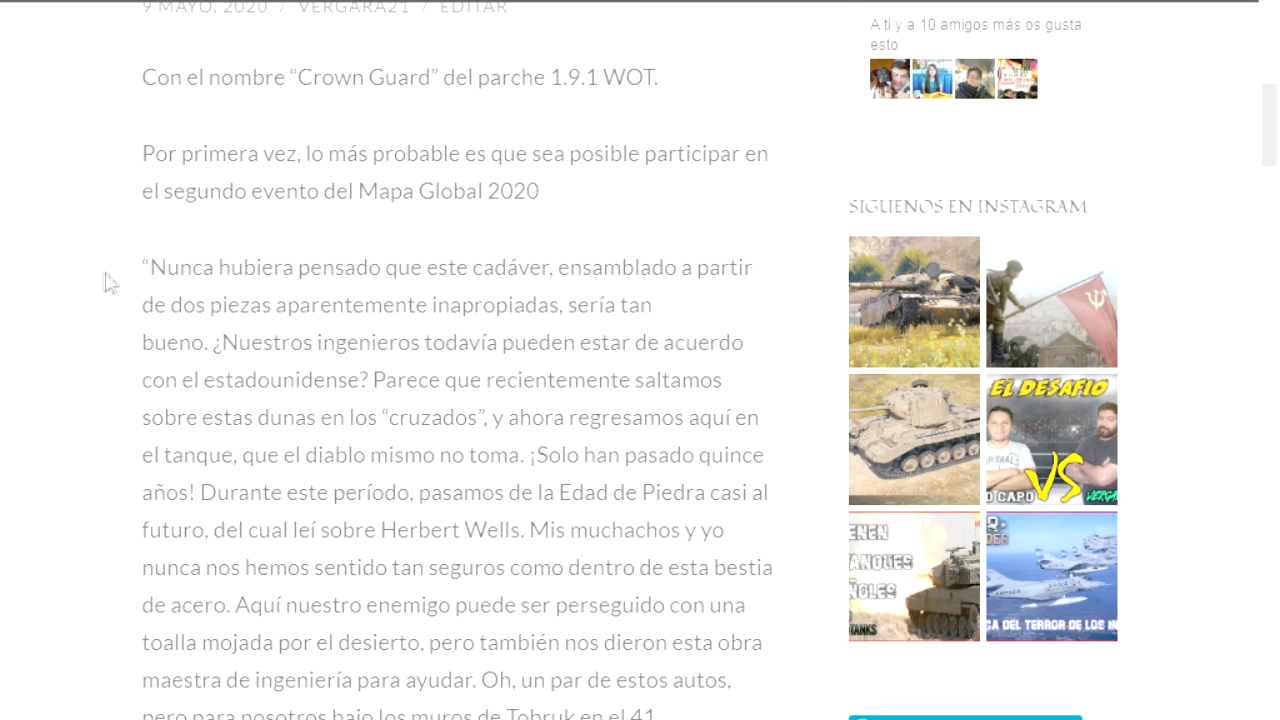 9 MAYO, 2020 / VERGARA21 / EDITAR
Con el nombre “Crown Guard” del parche 1.9.1 WOT.
Por primera vez, lo más probable es que sea posible participar en
el segundo evento del Mapa Global 2020
“Nunca hubiera pensado que este cadáver, ensamblado a partir
de dos piezas aparentemente inapropiadas, sería tan
bueno. ¿Nuestros ingenieros todavía pueden estar de acuerdo
con el estadounidense? Parece que recientemente saltamos
sobre estas dunas en los “cruzados”, y ahora regresamos aquí en
el tanque, que el diablo mismo no toma. ¡Solo han pasado quince
años! Durante este período, pasamos de la Edad de Piedra casi al
futuro, del cual leí sobre Herbert Wells. Mis muchachos y yo
nunca nos hemos sentido tan seguros como dentro de esta bestia
de acero. Aquí nuestro enemigo puede ser perseguido con una
toalla mojada por el desierto, pero también nos dieron esta obra
maestra de ingeniería para ayudar. Oh, un par de estos autos,
pero para nosotros bajo los muros de Tobruk en el 41
A ti y a 10 amigos más os gusta
esto
SIGUENOS EN INSTAGRAM
EL DESAFIO
VS
O CAPO
ENEN
ANQUES
ÑOLES
TANKS
CA DEL TERROR DE LOS IN